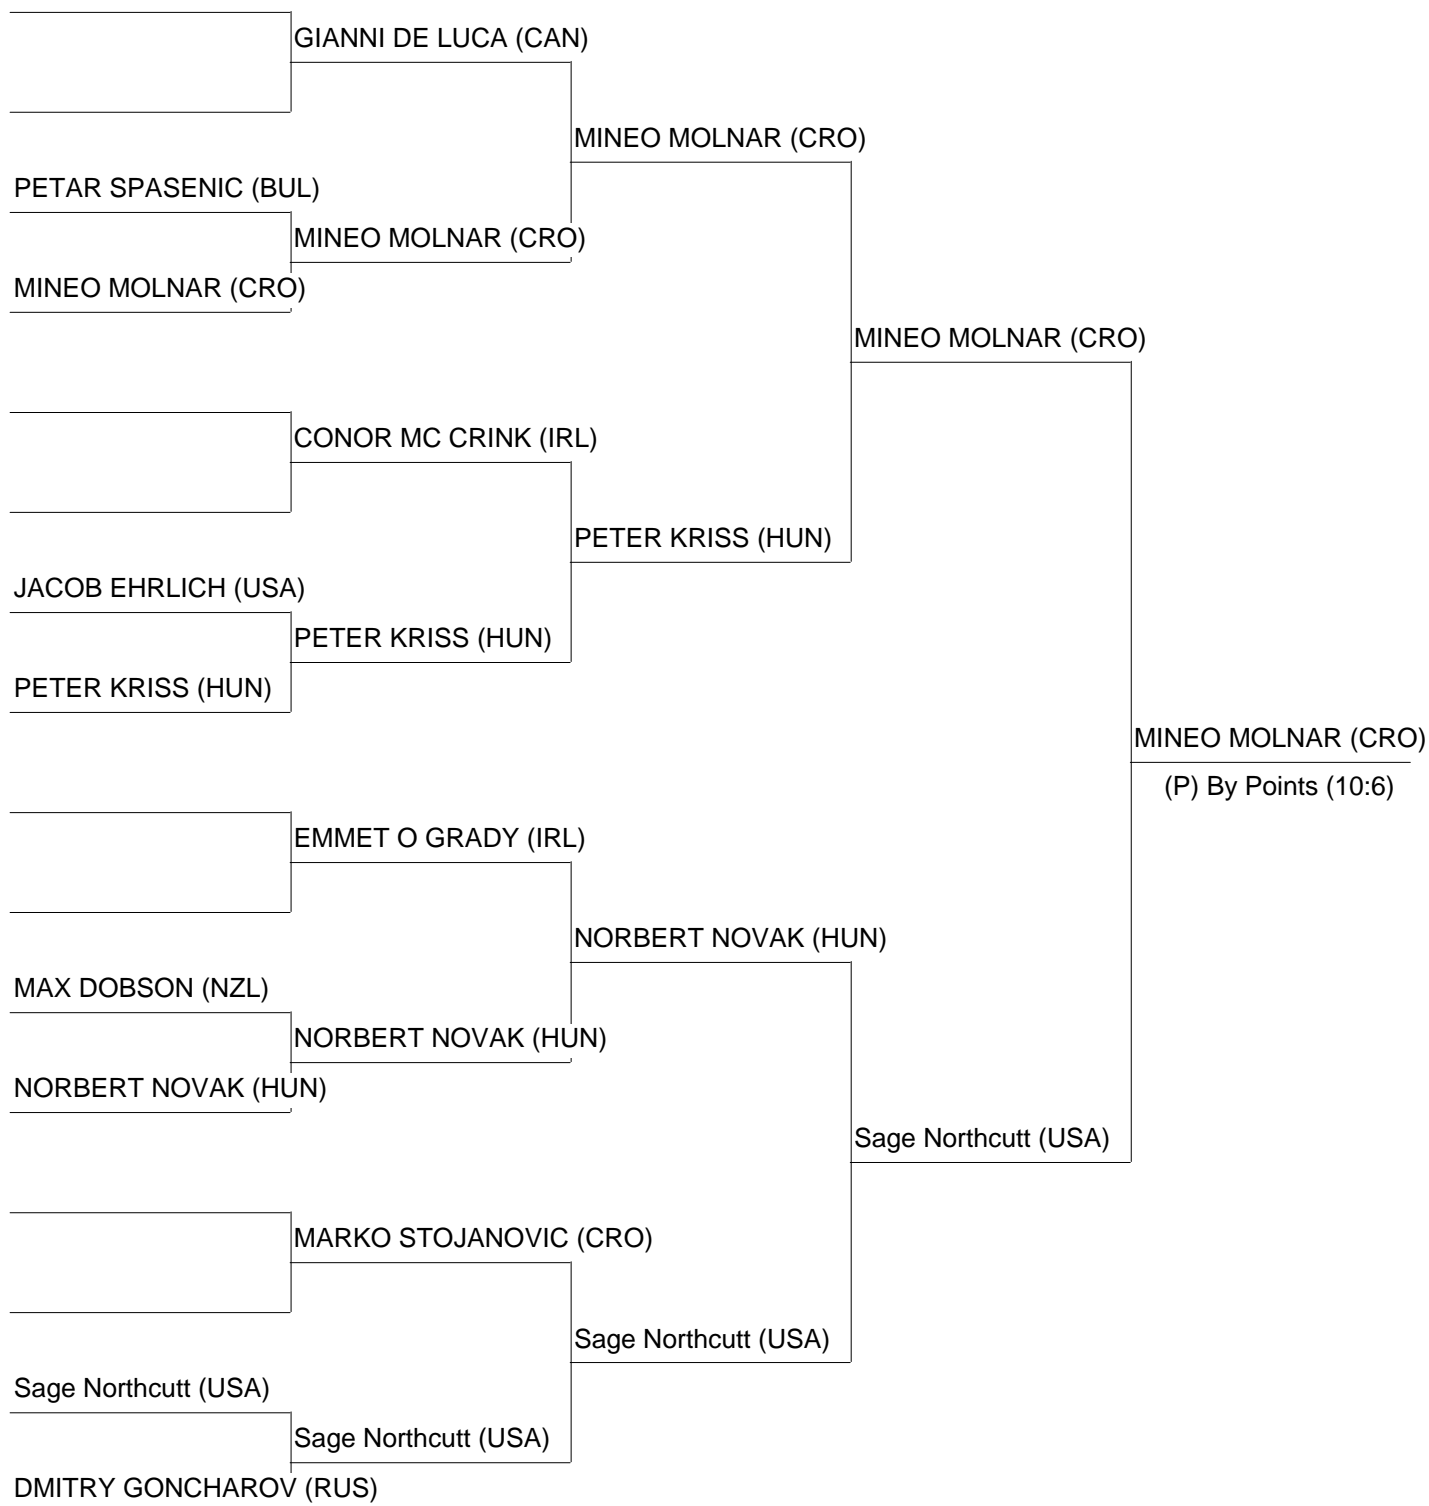 GIANNI DE LUCA (CAN)
MINEO MOLNAR (CRO)
PETAR SPASENIC (BUL)
MINEO MOLNAR (CRO)
MINEO MOLNAR (CRO)
MINEO MOLNAR (CRO)
CONOR MC CRINK (IRL)
PETER KRISS (HUN)
JACOB EHRLICH (USA)
PETER KRISS (HUN)
PETER KRISS (HUN)
MINEO MOLNAR (CRO)
(P) By Points (10:6)
EMMET O GRADY (IRL)
NORBERT NOVAK (HUN)
MAX DOBSON (NZL)
NORBERT NOVAK (HUN)
NORBERT NOVAK (HUN)
Sage Northcutt (USA)
MARKO STOJANOVIC (CRO)
Sage Northcutt (USA)
Sage Northcutt (USA)
Sage Northcutt (USA)
DMITRY GONCHAROV (RUS)